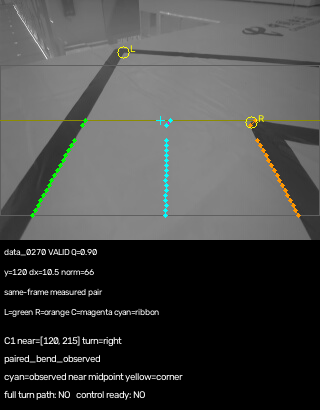 L
R
data_0270 VALID Q=0.90
y=120 dx=10.5 norm=66
same-frame measured pair
L=green R=orange C=magenta cyan=ribbon
C1 near=[120, 215] turn=right
paired_bend_observed
cyan=observed near midpoint yellow=corner
full turn path: NO control ready: NO